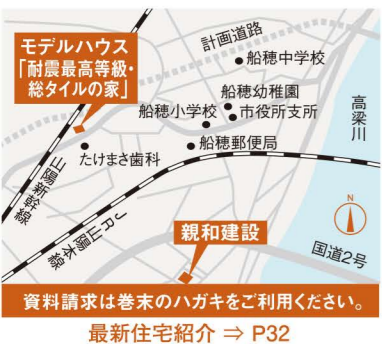 モデルハウス
「耐震最高等級・
総タイルの家」
計画道路
船穂中学校
船穂幼稚園
船穂小学校
市役所支所
高梁川
たけまさ歯科
船穂郵便局
山陽新幹線
JR山陽本線
N
親和建設
国道2号
資料請求は巻末のハガキをご利用ください。
最新住宅紹介 ⇒ P32